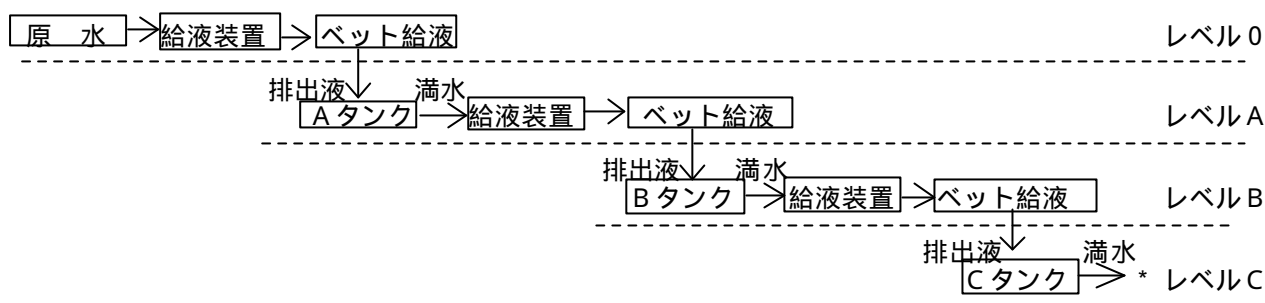 原　水 給液装置 ベット給液 レベル0
排出液 満水
Aタンク 給液装置 ベット給液 レベルA
排出液 満水
Bタンク 給液装置 ベット給液 レベルB
排出液 満水
Cタンク * レベルC